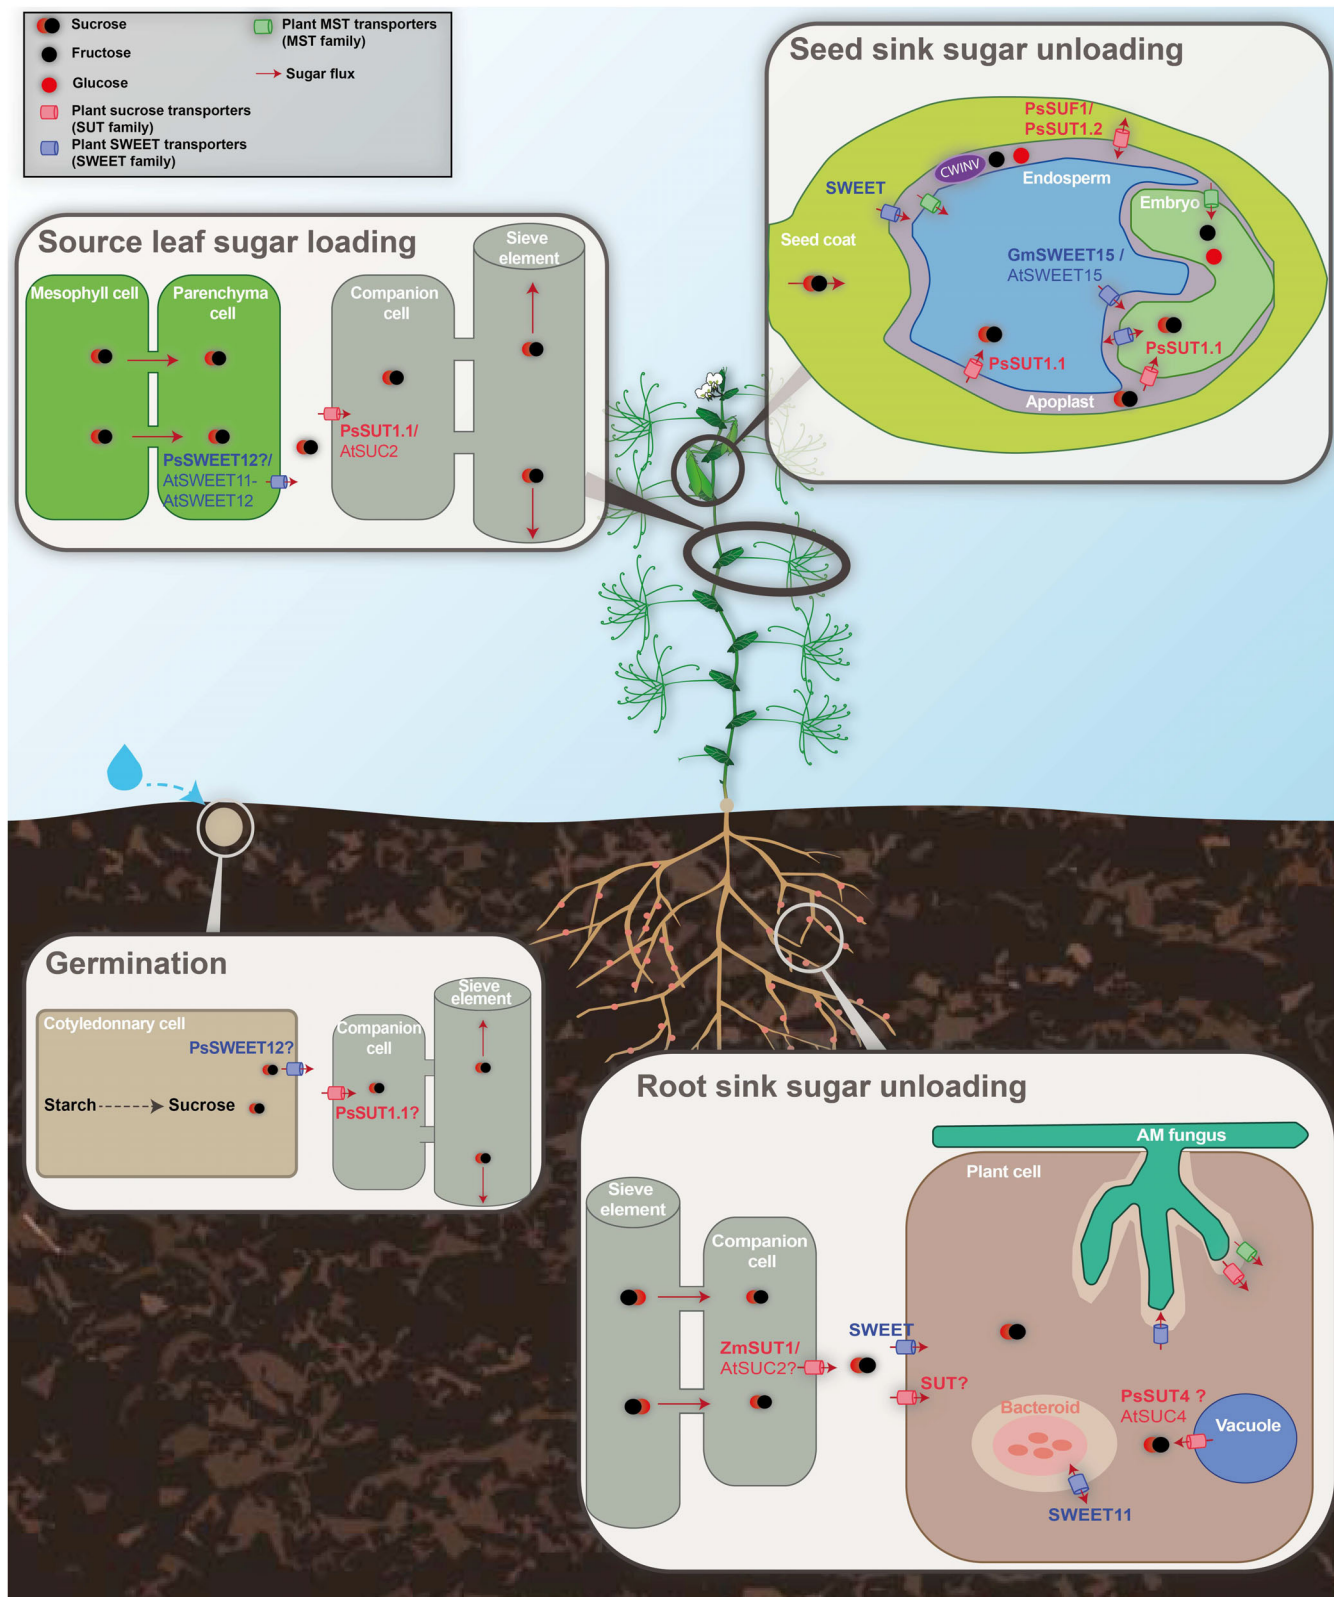 Sucrose
Fructose
Glucose
Plant sucrose transporters
(SUT family)
Plant SWEET transporters
(SWEET family)
Plant MST transporters
(MST family)
Sugar flux
Seed sink sugar unloading
PsSUF1/
PsSUT1.2
CWINV
Endosperm
SWEET
Embryo
Seed coat
GmSWEET15 /
AtSWEET15
PsSUT1.1
PsSUT1.1
Apoplast
Source leaf sugar loading
Sieve
element
Mesophyll cell
Parenchyma
cell
Companion
cell
PsSUT1.1/
AtSUC2
PsSWEET12?/
AtSWEET11-
AtSWEET12
Germination
Sieve
element
Cotyledonnary cell
Companion
cell
PsSWEET12?
Starch
Sucrose
PsSUT1.1?
Root sink sugar unloading
AM fungus
Plant cell
Sieve
element
Companion
cell
SWEET
ZmSUT1/
AtSUC2?
SUT?
PsSUT4 ?
AtSUC4
Bacteroid
Vacuole
SWEET11